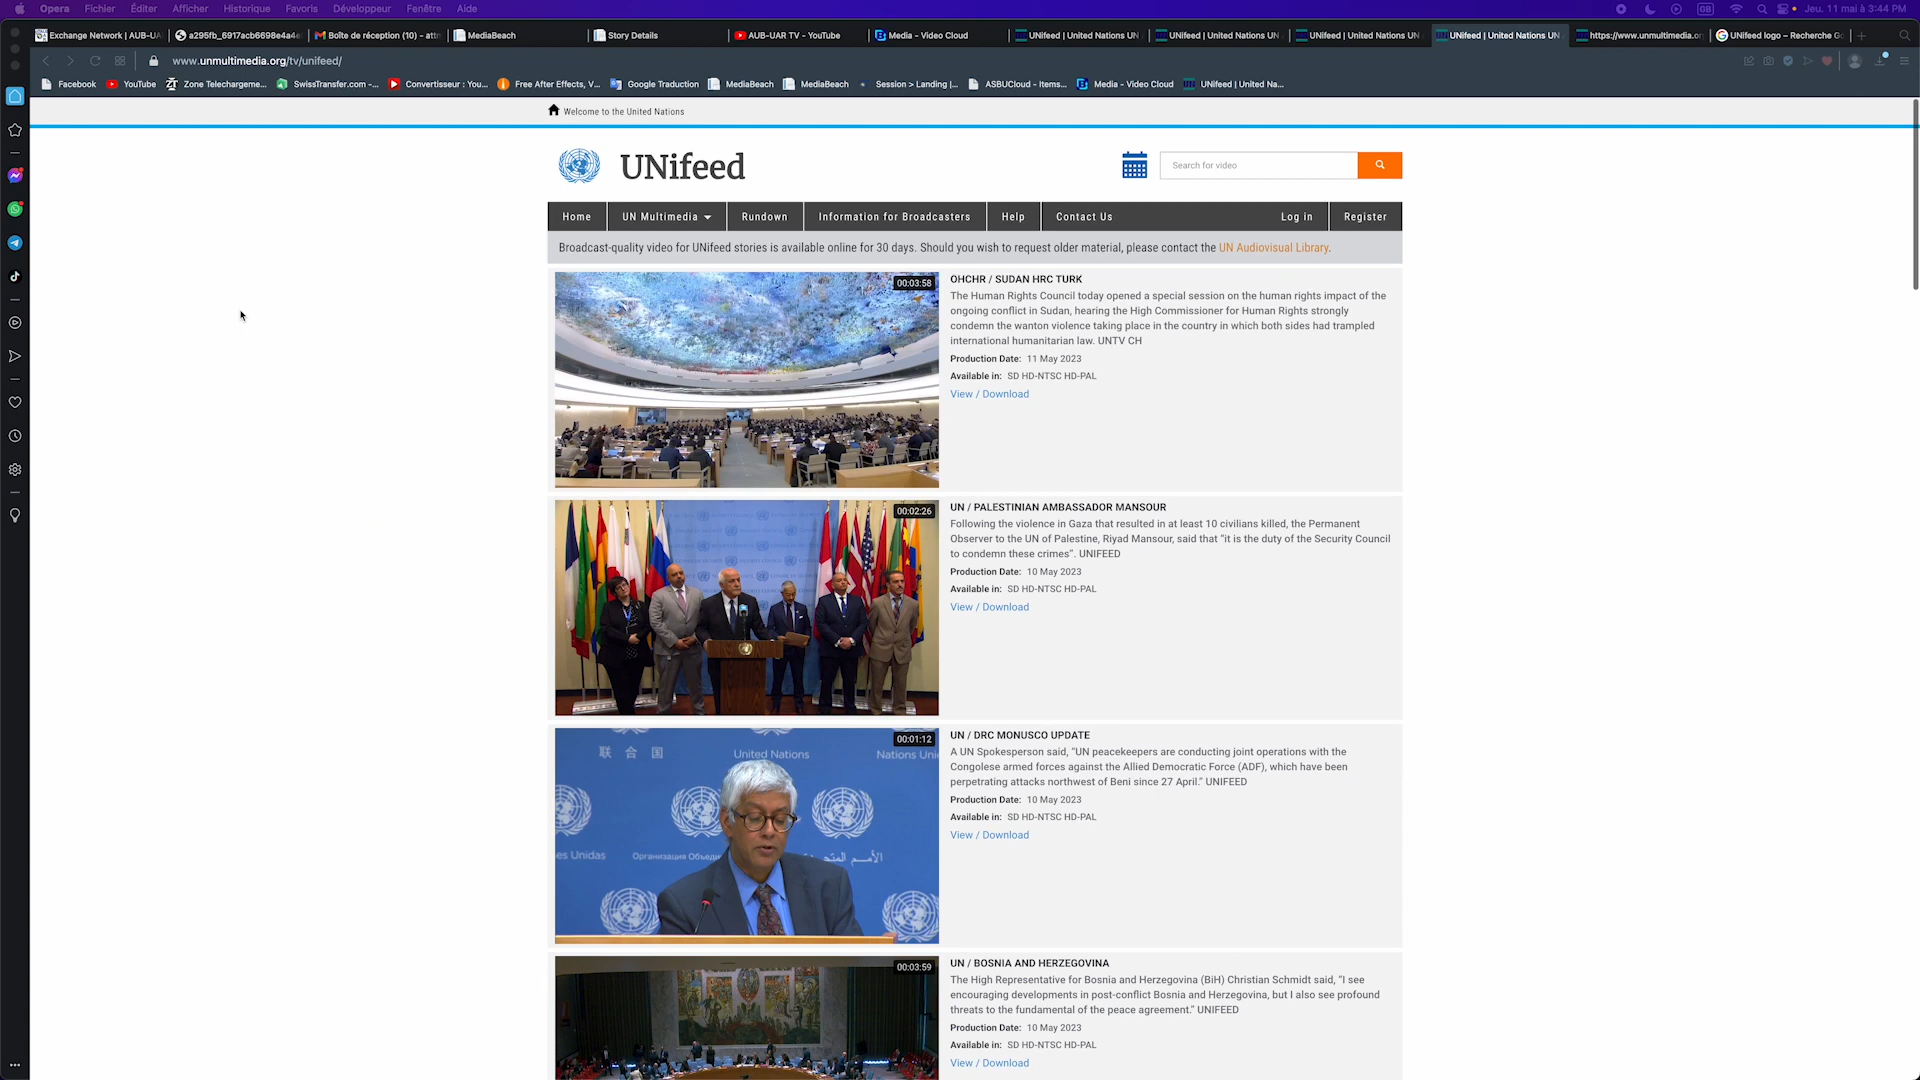 Opera Fichier Éditer Afficher Historique Favoris Développeur Fenêtre Aide
GB Jeu. 11 mai à 3:44 PM
Exchange Network | AUB-UA
a295fb_6917acb6698e4a4e
Boîte de réception (10) - atm
MediaBeach
Story Details
AUB-UAR TV - YouTube
Media - Video Cloud
UNifeed | United Nations UN
UNifeed | United Nations UN
UNifeed | United Nations UN
UNifeed | United Nations UN
https://www.unmultimedia.or
UNifeed logo – Recherche Go
www.unmultimedia.org/tv/unifeed/
Facebook
YouTube
Zone Telechargeme...
SwissTransfer.com -...
Convertisseur : You...
Free After Effects, V...
Google Traduction
MediaBeach
MediaBeach
Session > Landing |...
ASBUCloud - Items...
Media - Video Cloud
UNifeed | United Na...
Welcome to the United Nations
UNifeed
Search for video
Home UN Multimedia Rundown Information for Broadcasters Help Contact Us Log in Register
Broadcast-quality video for UNifeed stories is available online for 30 days. Should you wish to request older material, please contact the UN Audiovisual Library.
00:03:58
OHCHR / SUDAN HRC TURK
The Human Rights Council today opened a special session on the human rights impact of the
ongoing conflict in Sudan, hearing the High Commissioner for Human Rights strongly
condemn the wanton violence taking place in the country in which both sides had trampled
international humanitarian law. UNTV CH
Production Date: 11 May 2023
Available in: SD HD-NTSC HD-PAL
View / Download
00:02:26
UN / PALESTINIAN AMBASSADOR MANSOUR
Following the violence in Gaza that resulted in at least 10 civilians killed, the Permanent
Observer to the UN of Palestine, Riyad Mansour, said that "it is the duty of the Security Council
to condemn these crimes". UNIFEED
Production Date: 10 May 2023
Available in: SD HD-NTSC HD-PAL
View / Download
00:01:12
联合国
United Nations
Nations Uni
es Unidas
Организация Объеди
الأمم المتحدة
UN / DRC MONUSCO UPDATE
A UN Spokesperson said, "UN peacekeepers are conducting joint operations with the
Congolese armed forces against the Allied Democratic Force (ADF), which have been
perpetrating attacks northwest of Beni since 27 April." UNIFEED
Production Date: 10 May 2023
Available in: SD HD-NTSC HD-PAL
View / Download
00:03:59
UN / BOSNIA AND HERZEGOVINA
The High Representative for Bosnia and Herzegovina (BiH) Christian Schmidt said, "I see
encouraging developments in post-conflict Bosnia and Herzegovina, but I also see profound
threats to the fundamental of the peace agreement." UNIFEED
Production Date: 10 May 2023
Available in: SD HD-NTSC HD-PAL
View / Download